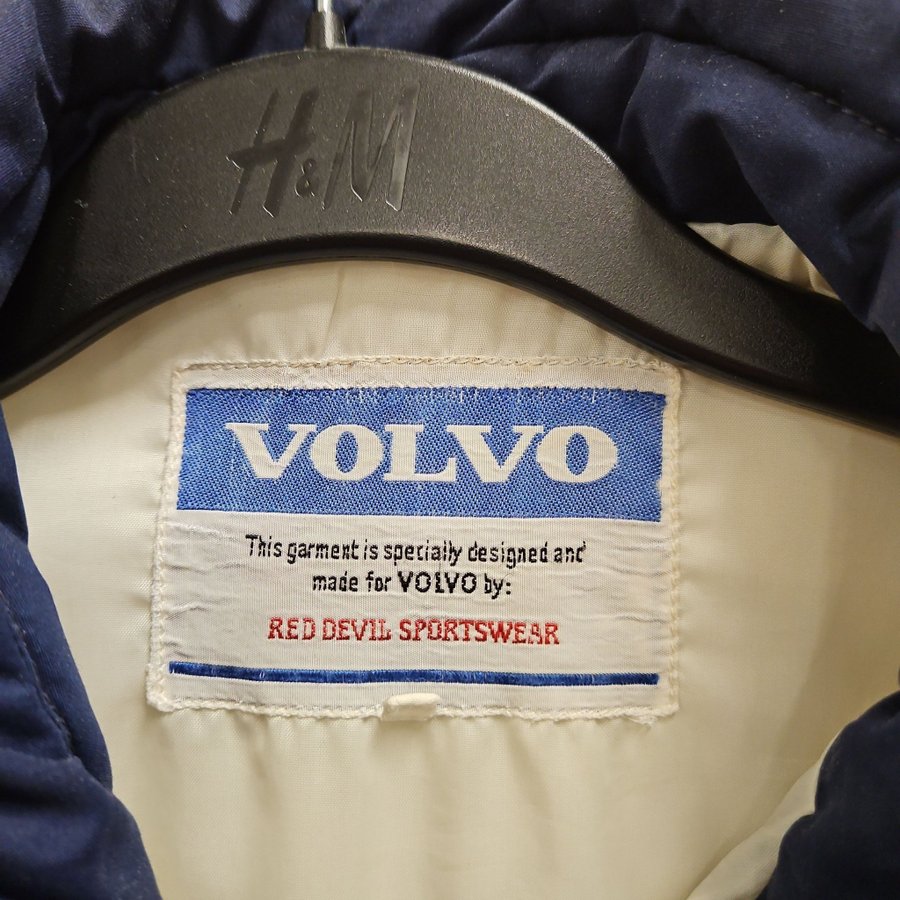 H&M
VOLVO
This garment is specially designed and
made for VOLVO by:
RED DEVIL SPORTSWEAR